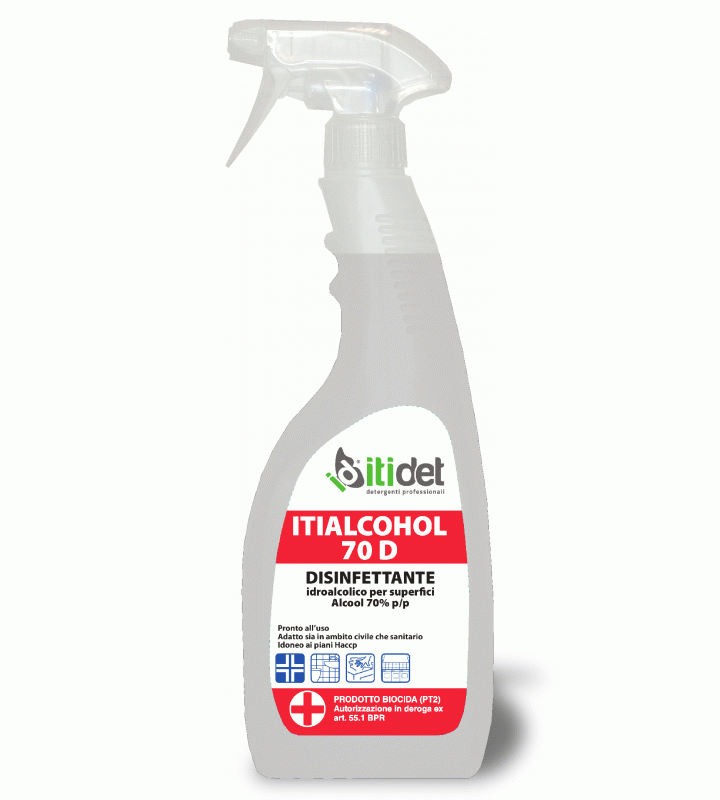 itidet
detergenti professionali
ITIALCOHOL
70 D
DISINFETTANTE
idroalcolico per superfici
Alcool 70% p/p
Pronto all'uso
Adatto sia in ambito civile che sanitario
Idoneo ai piani Haccp
PRODOTTO BIOCIDA (PT2)
Autorizzazione in deroga ex
art. 55.1 BPR